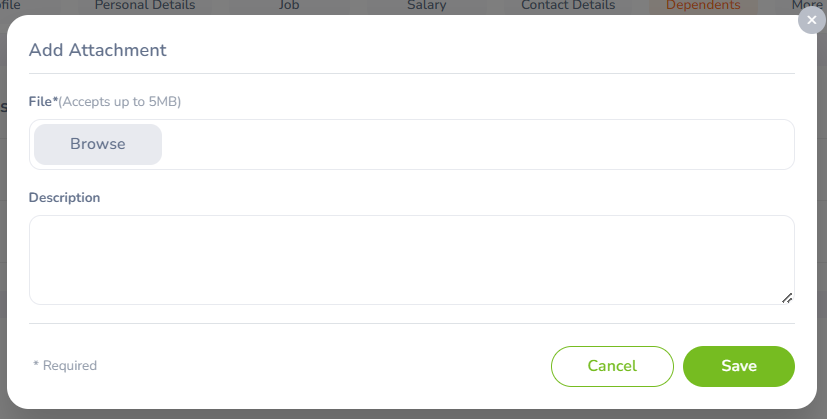 Personal Details Job Salary Contact Details Dependents More
Add Attachment
File*(Accepts up to 5MB)
Browse
Description
* Required
Cancel
Save